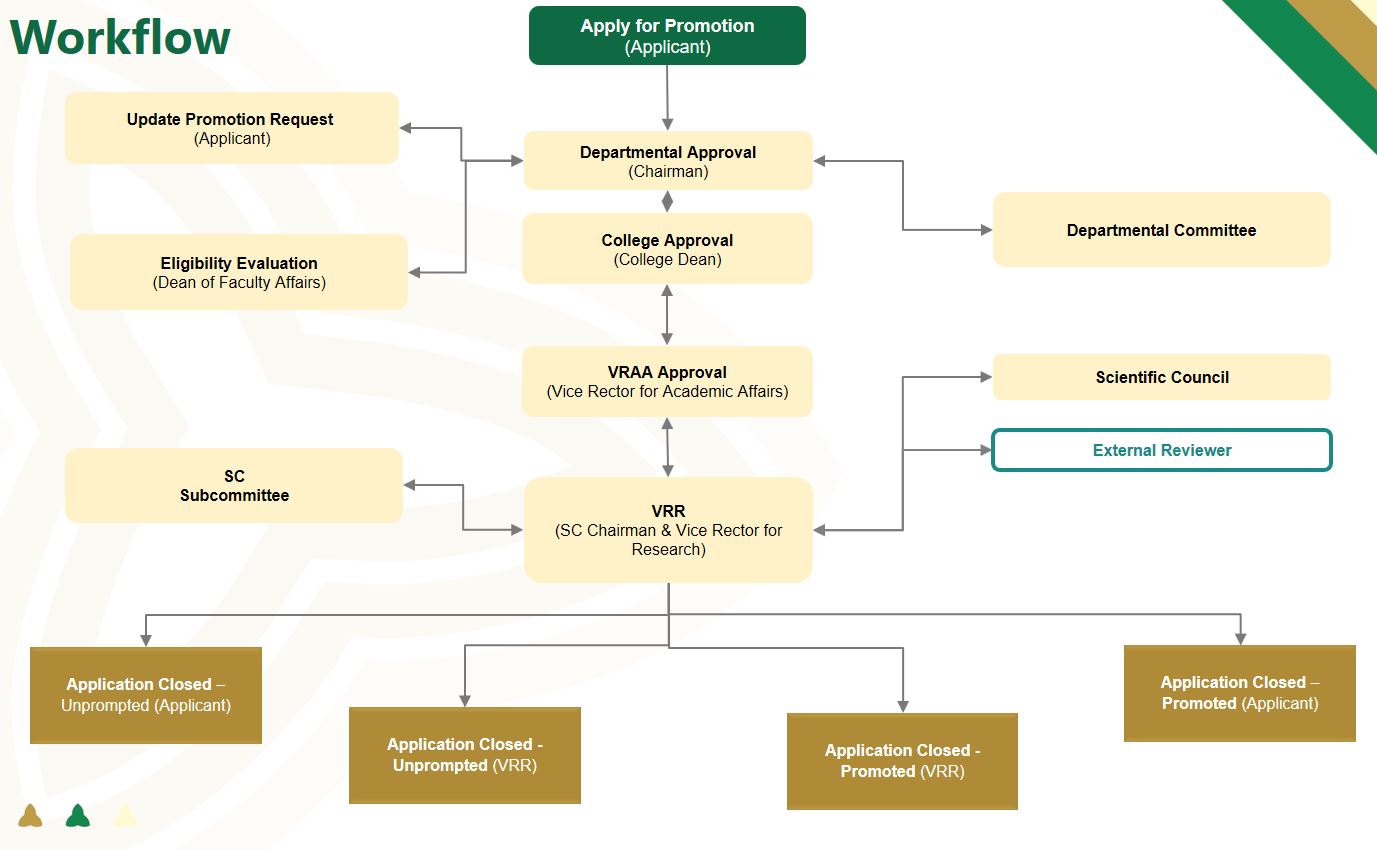 Workflow
Apply for Promotion
(Applicant)
Update Promotion Request
(Applicant)
Departmental Approval
(Chairman)
Departmental Committee
College Approval
(College Dean)
Eligibility Evaluation
(Dean of Faculty Affairs)
VRAA Approval
(Vice Rector for Academic Affairs)
Scientific Council
External Reviewer
SC
Subcommittee
VRR
(SC Chairman & Vice Rector for
Research)
Application Closed –
Unprompted (Applicant)
Application Closed -
Unprompted (VRR)
Application Closed -
Promoted (VRR)
Application Closed –
Promoted (Applicant)